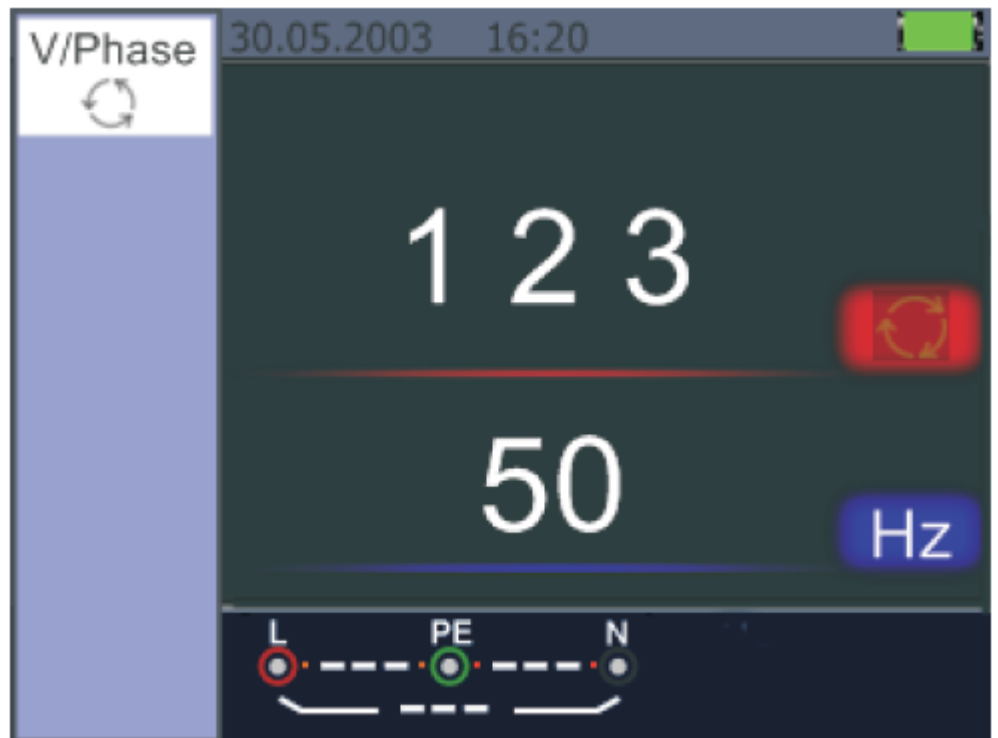 V/Phase
30.05.2003 16:20
1 2 3
50
Hz
L PE N
--- ---
---